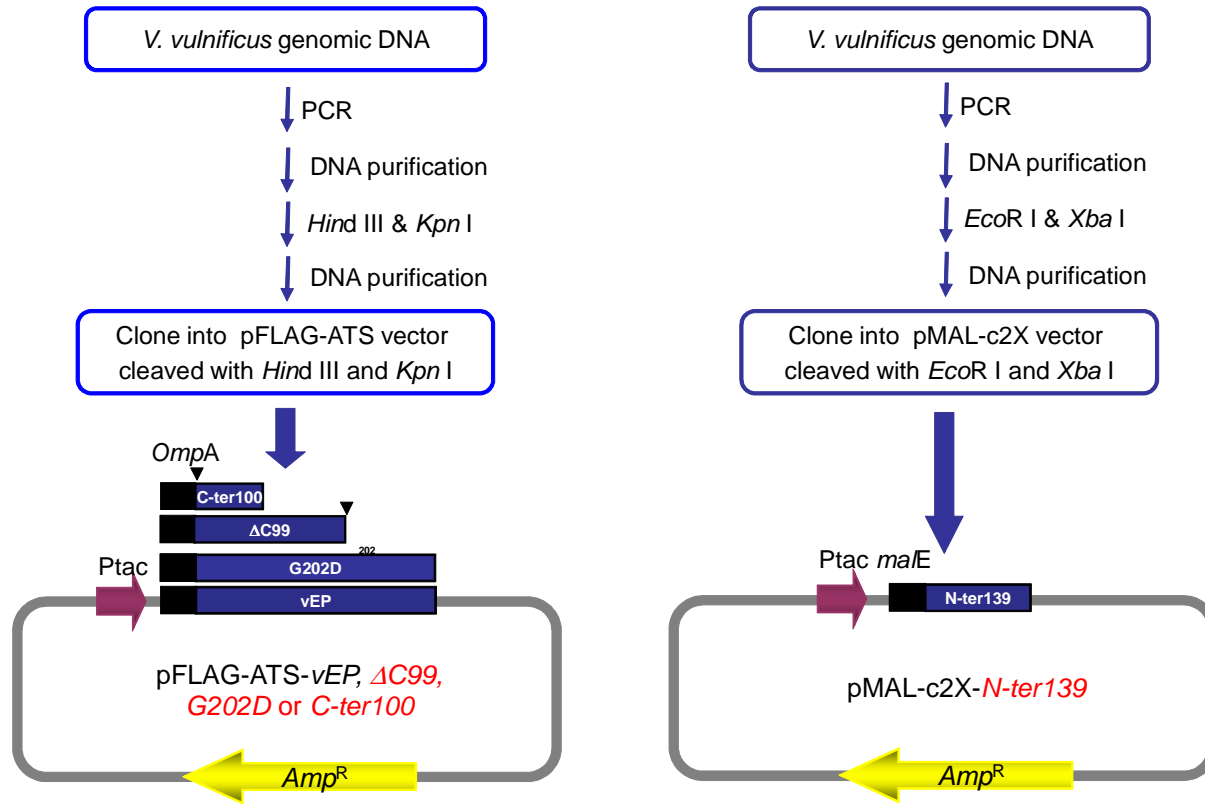 V. vulnificus genomic DNA
PCR
DNA purification
Hind III & Kpn I
DNA purification
Clone into pFLAG-ATS vector
cleaved with Hind III and Kpn I
OmpA
C-ter100
ΔC99
202
G202D
Ptac
vEP
pFLAG-ATS-vEP, ΔC99,
G202D or C-ter100
Amp^R
V. vulnificus genomic DNA
PCR
DNA purification
EcoR I & Xba I
DNA purification
Clone into pMAL-c2X vector
cleaved with EcoR I and Xba I
Ptac malE
N-ter139
pMAL-c2X-N-ter139
Amp^R